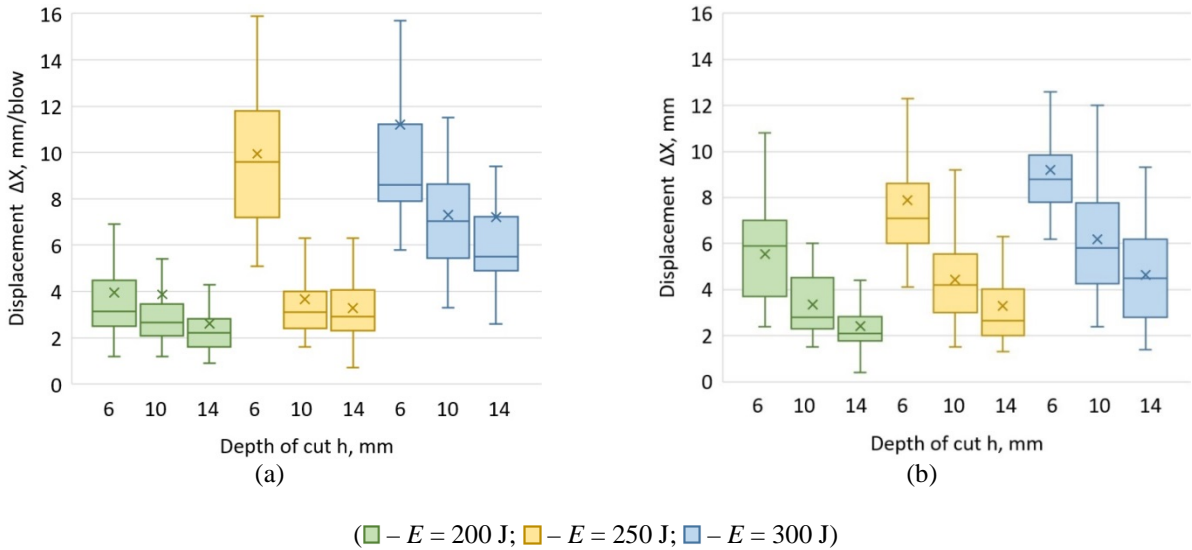 16
14
12
10
8
6
4
2
0
Displacement ΔX, mm/blow
6 10 14 6 10 14 6 10 14
Depth of cut h, mm
(a)
16
14
12
10
8
6
4
2
0
Displacement ΔX, mm
6 10 14 6 10 14 6 10 14
Depth of cut h, mm
(b)
( – E = 200 J; – E = 250 J; – E = 300 J)